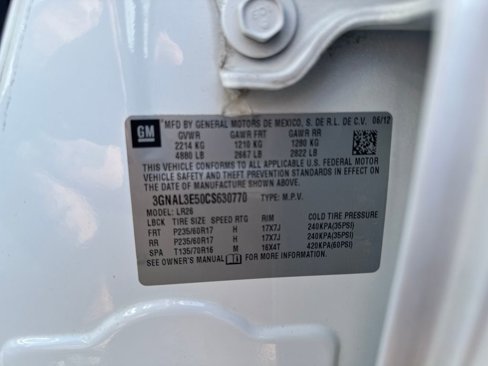 GM
MFD BY GENERAL MOTORS DE MEXICO, S. DE R.L. DE C.V. 06/12
GVWR GAWR FRT GAWR RR
2214 KG 1210 KG 1280 KG
4880 LB 2667 LB 2822 LB
THIS VEHICLE CONFORMS TO ALL APPLICABLE U.S. FEDERAL MOTOR
VEHICLE SAFETY AND THEFT PREVENTION STANDARDS IN EFFECT
ON THE DATE OF MANUFACTURE SHOWN ABOVE.
3GNAL3E50CS630770 TYPE: M.P.V.
MODEL: LR26
LBCK TIRE SIZE SPEED RTG RIM COLD TIRE PRESSURE
FRT P235/60R17 H 17X7J 240KPA(35PSI)
RR P235/60R17 H 17X7J 240KPA(35PSI)
SPA T135/70R16 M 16X4T 420KPA(60PSI)
SEE OWNER'S MANUAL FOR MORE INFORMATION.